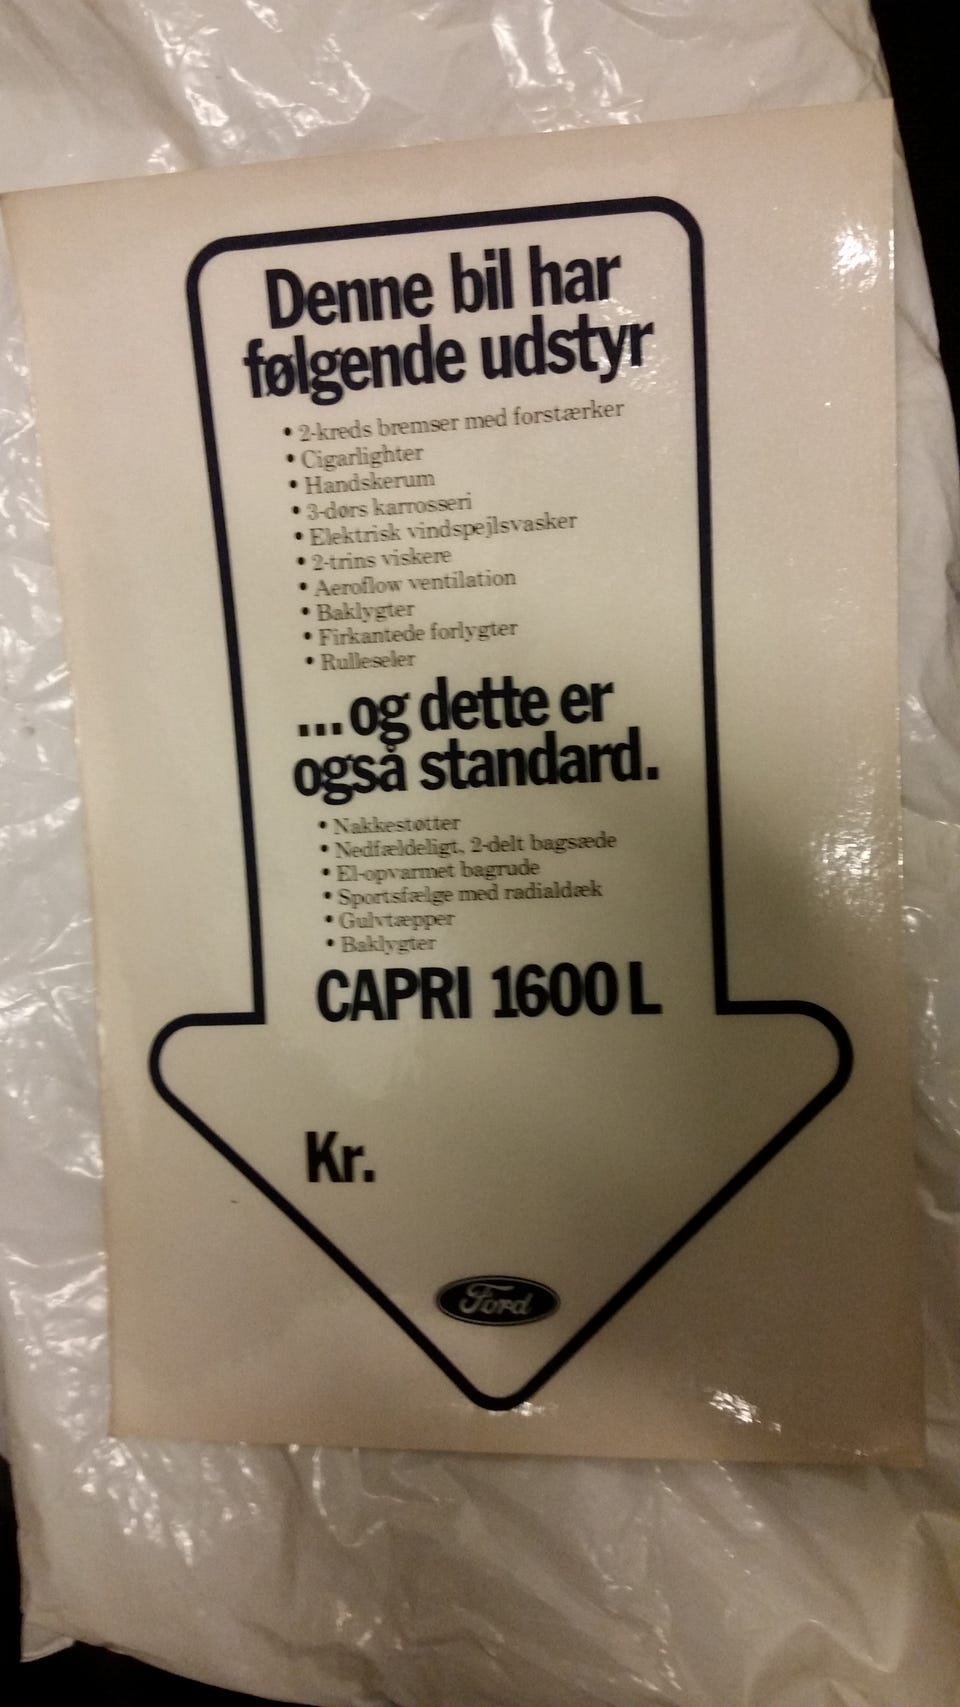 Denne bil har
følgende udstyr
• 2-kreds bremser med forstærker
• Cigarlighter
• Handskerum
• 3-dørs karrosseri
• Elektrisk vindspejlsvasker
• 2-trins viskere
• Aeroflow ventilation
• Baklygter
• Firkantede forlygter
• Rulleseler
...og dette er
også standard.
• Nakkestøtter
• Nedfældeligt, 2-delt bagsæde
• El-opvarmet bagrude
• Sportsfælge med radialdæk
• Gulvtæpper
• Baklygter
CAPRI 1600 L
Kr.
Ford